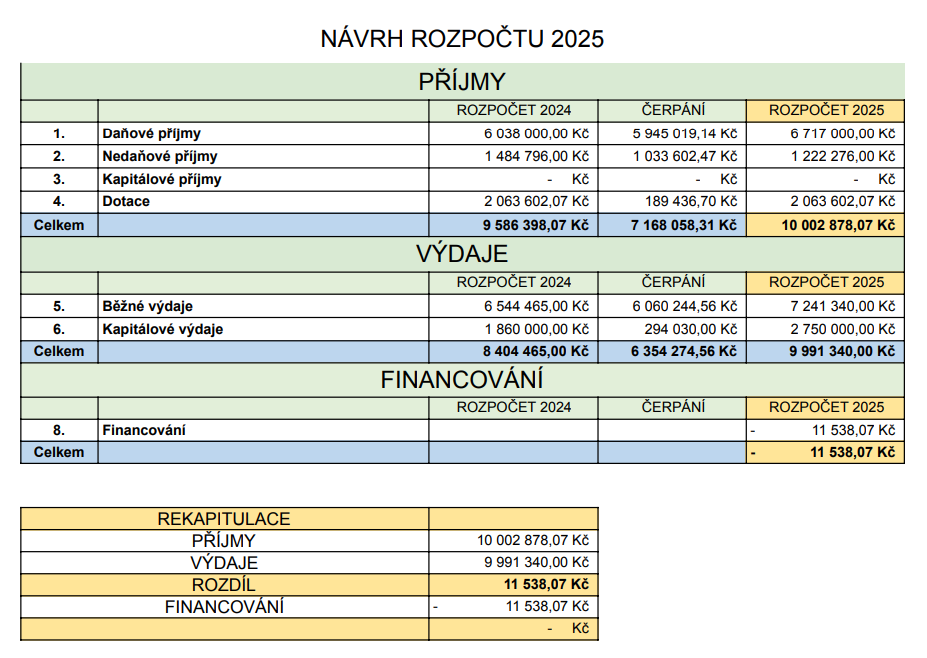 NÁVRH ROZPOČTU 2025
PŘÍJMY
ROZPOČET 2024 ČERPÁNÍ ROZPOČET 2025
1. Daňové příjmy 6 038 000,00 Kč 5 945 019,14 Kč 6 717 000,00 Kč
2. Nedaňové příjmy 1 484 796,00 Kč 1 033 602,47 Kč 1 222 276,00 Kč
3. Kapitálové příjmy - Kč - Kč - Kč
4. Dotace 2 063 602,07 Kč 189 436,70 Kč 2 063 602,07 Kč
Celkem 9 586 398,07 Kč 7 168 058,31 Kč 10 002 878,07 Kč
VÝDAJE
ROZPOČET 2024 ČERPÁNÍ ROZPOČET 2025
5. Běžné výdaje 6 544 465,00 Kč 6 060 244,56 Kč 7 241 340,00 Kč
6. Kapitálové výdaje 1 860 000,00 Kč 294 030,00 Kč 2 750 000,00 Kč
Celkem 8 404 465,00 Kč 6 354 274,56 Kč 9 991 340,00 Kč
FINANCOVÁNÍ
ROZPOČET 2024 ČERPÁNÍ ROZPOČET 2025
8. Financování - 11 538,07 Kč
Celkem - 11 538,07 Kč
REKAPITULACE
PŘÍJMY 10 002 878,07 Kč
VÝDAJE 9 991 340,00 Kč
ROZDÍL 11 538,07 Kč
FINANCOVÁNÍ - 11 538,07 Kč
- Kč